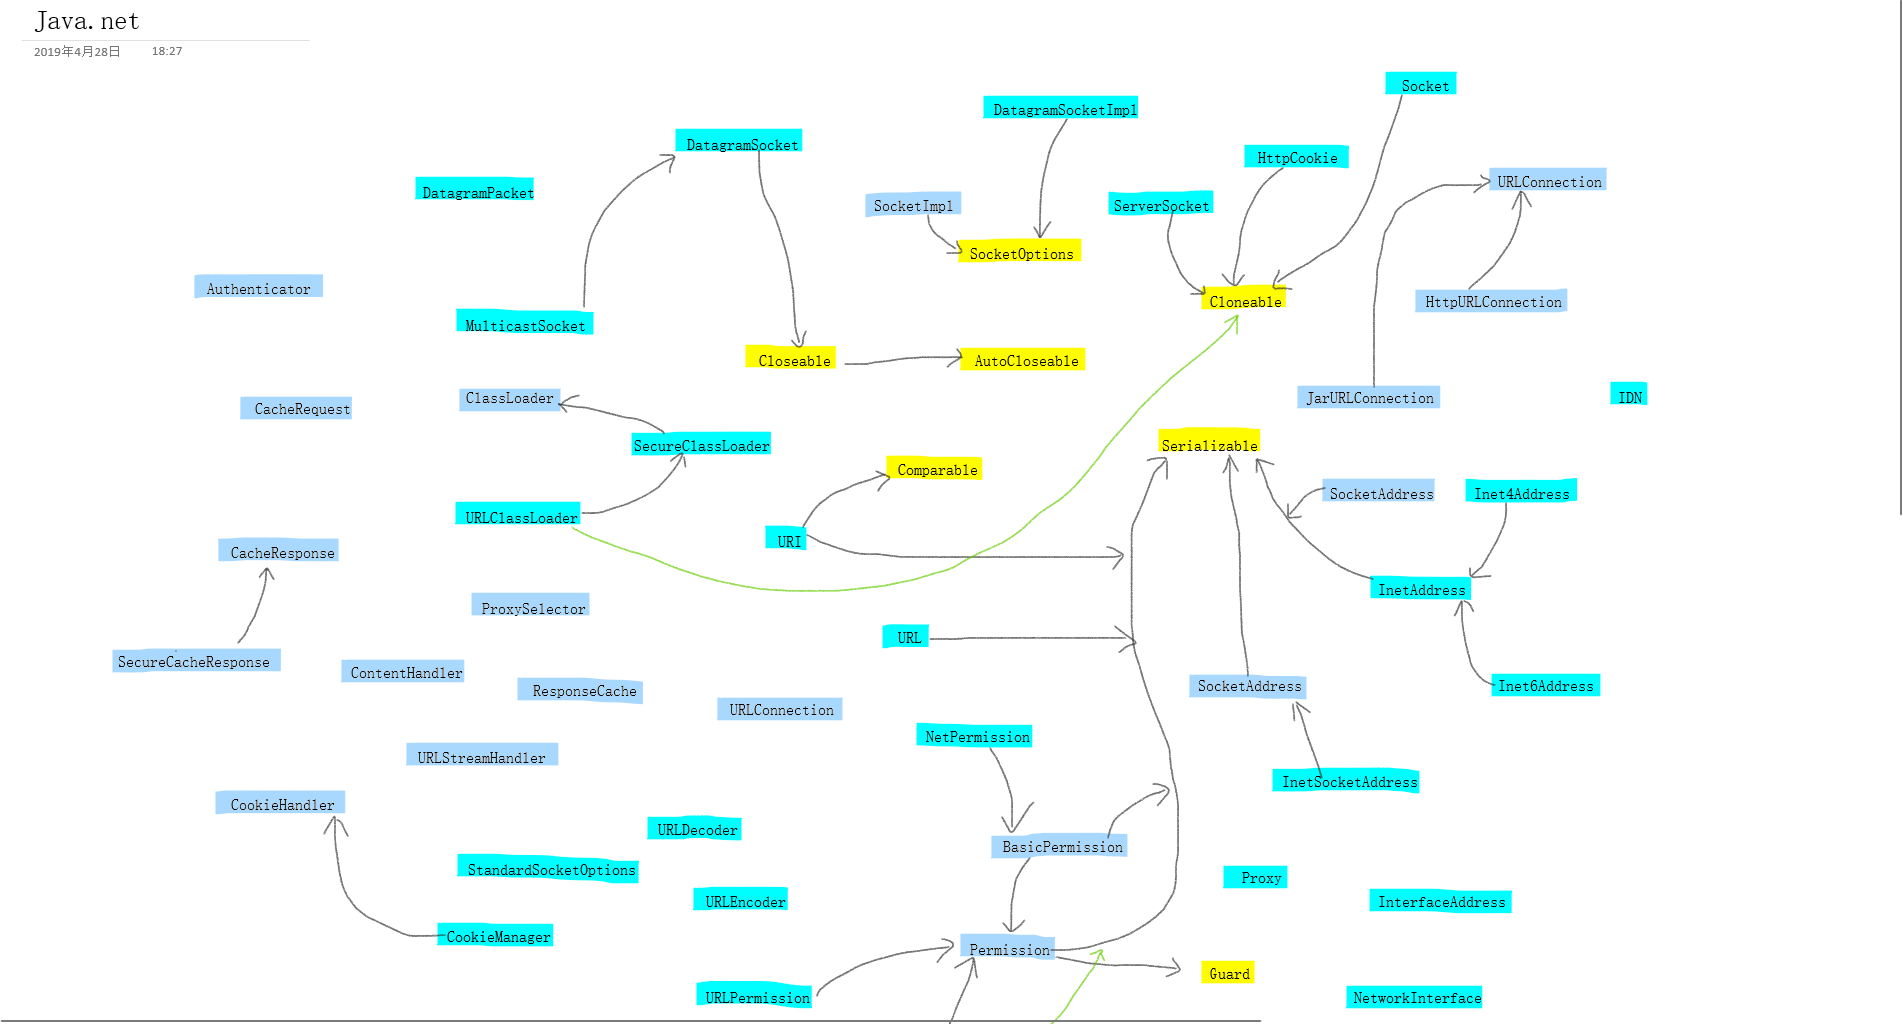 Java.net
2019年4月28日 18:27
Socket
DatagramSocketImpl
DatagramSocket
HttpCookie
URLConnection
DatagramPacket
SocketImpl
ServerSocket
SocketOptions
Authenticator
Cloneable
HttpURLConnection
MulticastSocket
Closeable
AutoCloseable
ClassLoader
JarURLConnection
IDN
CacheRequest
SecureClassLoader
Serializable
Comparable
SocketAddress
Inet4Address
URLClassLoader
URI
CacheResponse
InetAddress
ProxySelector
URL
SecureCacheResponse
ContentHandler
ResponseCache
SocketAddress
Inet6Address
URLConnection
NetPermission
URLStreamHandler
InetSocketAddress
CookieHandler
URLDecoder
BasicPermission
StandardSocketOptions
Proxy
URLEncoder
InterfaceAddress
CookieManager
Permission
Guard
URLPermission
NetworkInterface